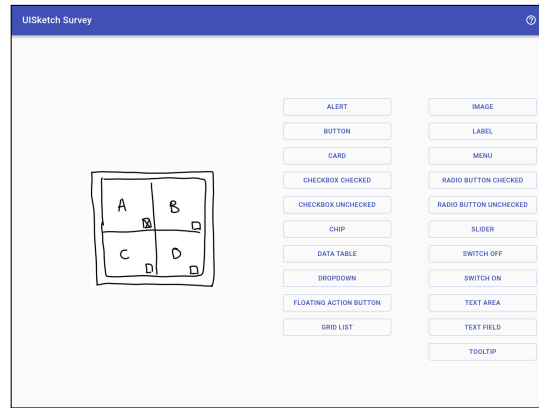 UISketch Survey
A B
C D
ALERT
BUTTON
CARD
CHECKBOX CHECKED
CHECKBOX UNCHECKED
CHIP
DATA TABLE
DROPDOWN
FLOATING ACTION BUTTON
GRID LIST
IMAGE
LABEL
MENU
RADIO BUTTON CHECKED
RADIO BUTTON UNCHECKED
SLIDER
SWITCH OFF
SWITCH ON
TEXT AREA
TEXT FIELD
TOOLTIP